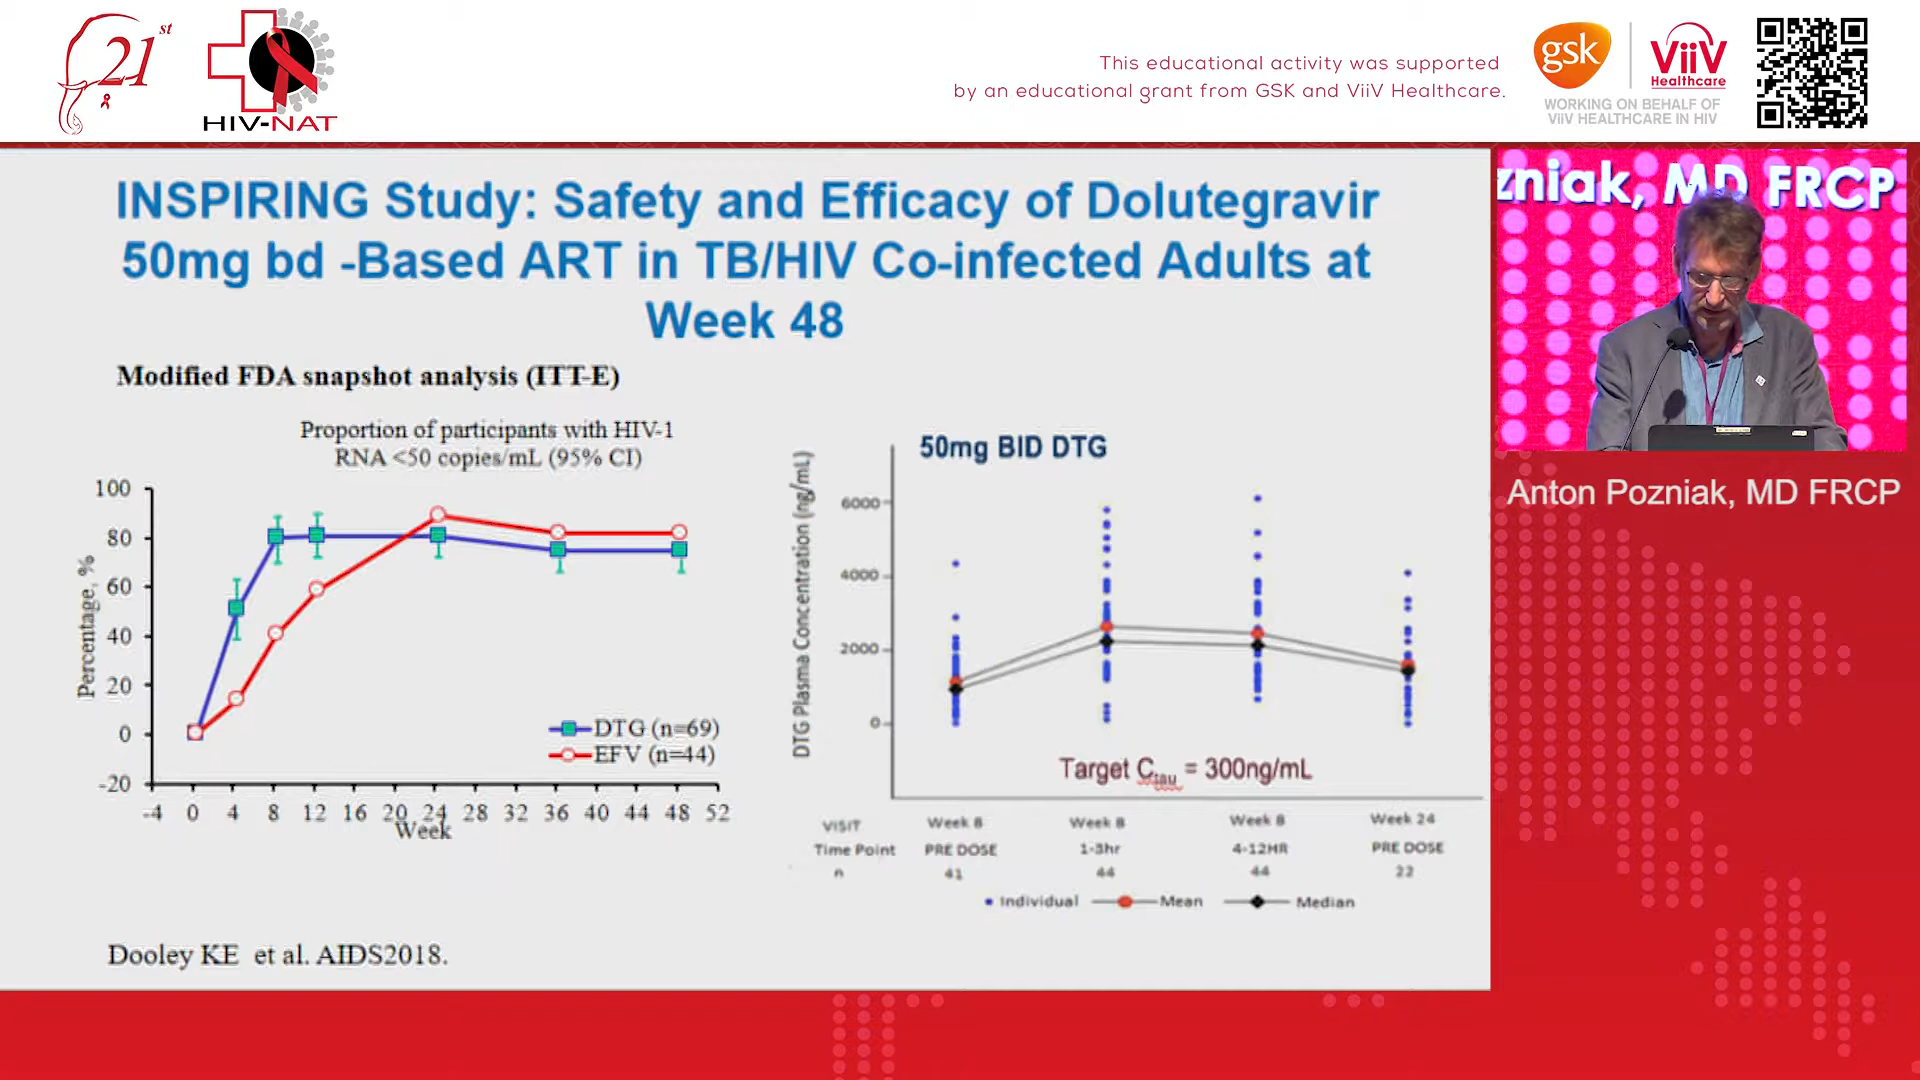 21st
HIV-NAT
This educational activity was supported
by an educational grant from GSK and ViiV Healthcare.
gsk
ViiV
Healthcare
WORKING ON BEHALF OF
ViiV HEALTHCARE IN HIV
INSPIRING Study: Safety and Efficacy of Dolutegravir
50mg bd -Based ART in TB/HIV Co-infected Adults at
Week 48
zniak, MD FRCP
Anton Pozniak, MD FRCP
Modified FDA snapshot analysis (ITT-E)
Proportion of participants with HIV-1
RNA <50 copies/mL (95% CI)
Percentage, %
100
80
60
40
20
0
-20
DTG (n=69)
EFV (n=44)
-4 0 4 8 12 16 20 24 28 32 36 40 44 48 52
Week
50mg BID DTG
DTG Plasma Concentration (ng/mL)
6000
4000
2000
0
Target Ctau = 300ng/mL
VISIT Week 8 Week 8 Week 8 Week 24
Time Point PRE DOSE 1-3hr 4-12HR PRE DOSE
n 41 44 44 22
Individual Mean Median
Dooley KE et al. AIDS2018.